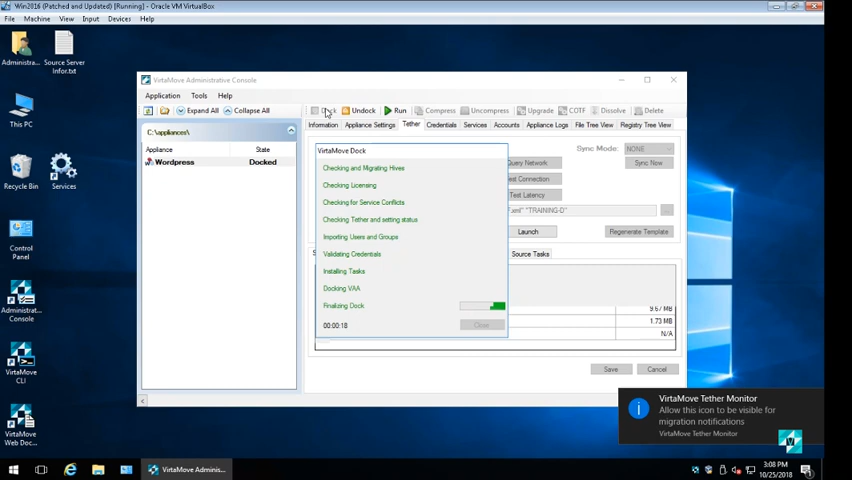 Win2016 (Patched and Updated) [Running] - Oracle VM VirtualBox
File Machine View Input Devices Help
Administra...
Source Server Infor.txt
This PC
Recycle Bin
Services
Control Panel
Administrat... Console
VirtaMove CLI
VirtaMove Web Doc...
VirtaMove Administrative Console
Application Tools Help
Expand All Collapse All
Dock Undock Run Compress Uncompress Upgrade COTF Dissolve Delete
C:\appliances\
Appliance State
Wordpress Docked
Information Appliance Settings Tether Credentials Services Accounts Appliance Logs File Tree View Registry Tree View
VirtaMove Dock
Checking and Migrating Hives
Checking Licensing
Checking for Service Conflicts
Checking Tether and setting status
Importing Users and Groups
Validating Credentials
Installing Tasks
Docking VAA
Finalizing Dock
00:00:18
Close
Query Network
Sync Mode: NONE
Test Connection
Sync Now
Test Latency
"TRAINING-D"
...
Launch
Regenerate Template
Source Tasks
9.67 MB
1.73 MB
N/A
Save Cancel
VirtaMove Tether Monitor
Allow this icon to be visible for
migration notifications
VirtaMove Tether Monitor
VirtaMove Adminis...
3:08 PM
10/25/2018